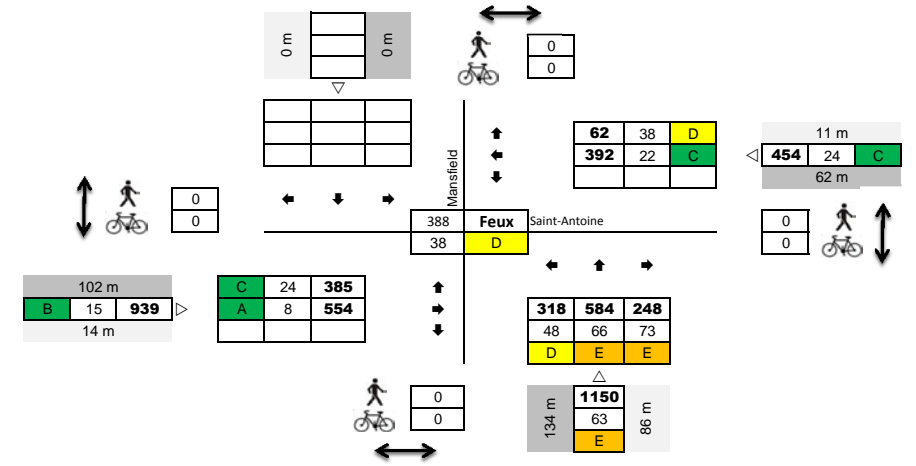 0 m
0 m
0
0
Mansfield
62 38 D
392 22 C
11 m
454 24 C
62 m
0
0
388 Feux Saint-Antoine
38 D
0
0
102 m
B 15 939
14 m
C 24 385
A 8 554
318 584 248
48 66 73
D E E
0
0
134 m
1150
63
E
86 m